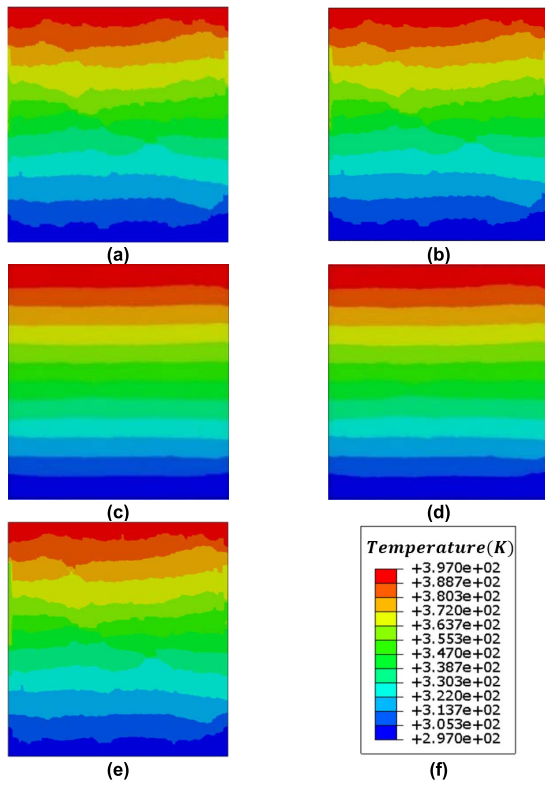 (a)
(b)
(c)
(d)
Temperature(K)
+3.970e+02
+3.887e+02
+3.803e+02
+3.720e+02
+3.637e+02
+3.553e+02
+3.470e+02
+3.387e+02
+3.303e+02
+3.220e+02
+3.137e+02
+3.053e+02
+2.970e+02
(e)
(f)